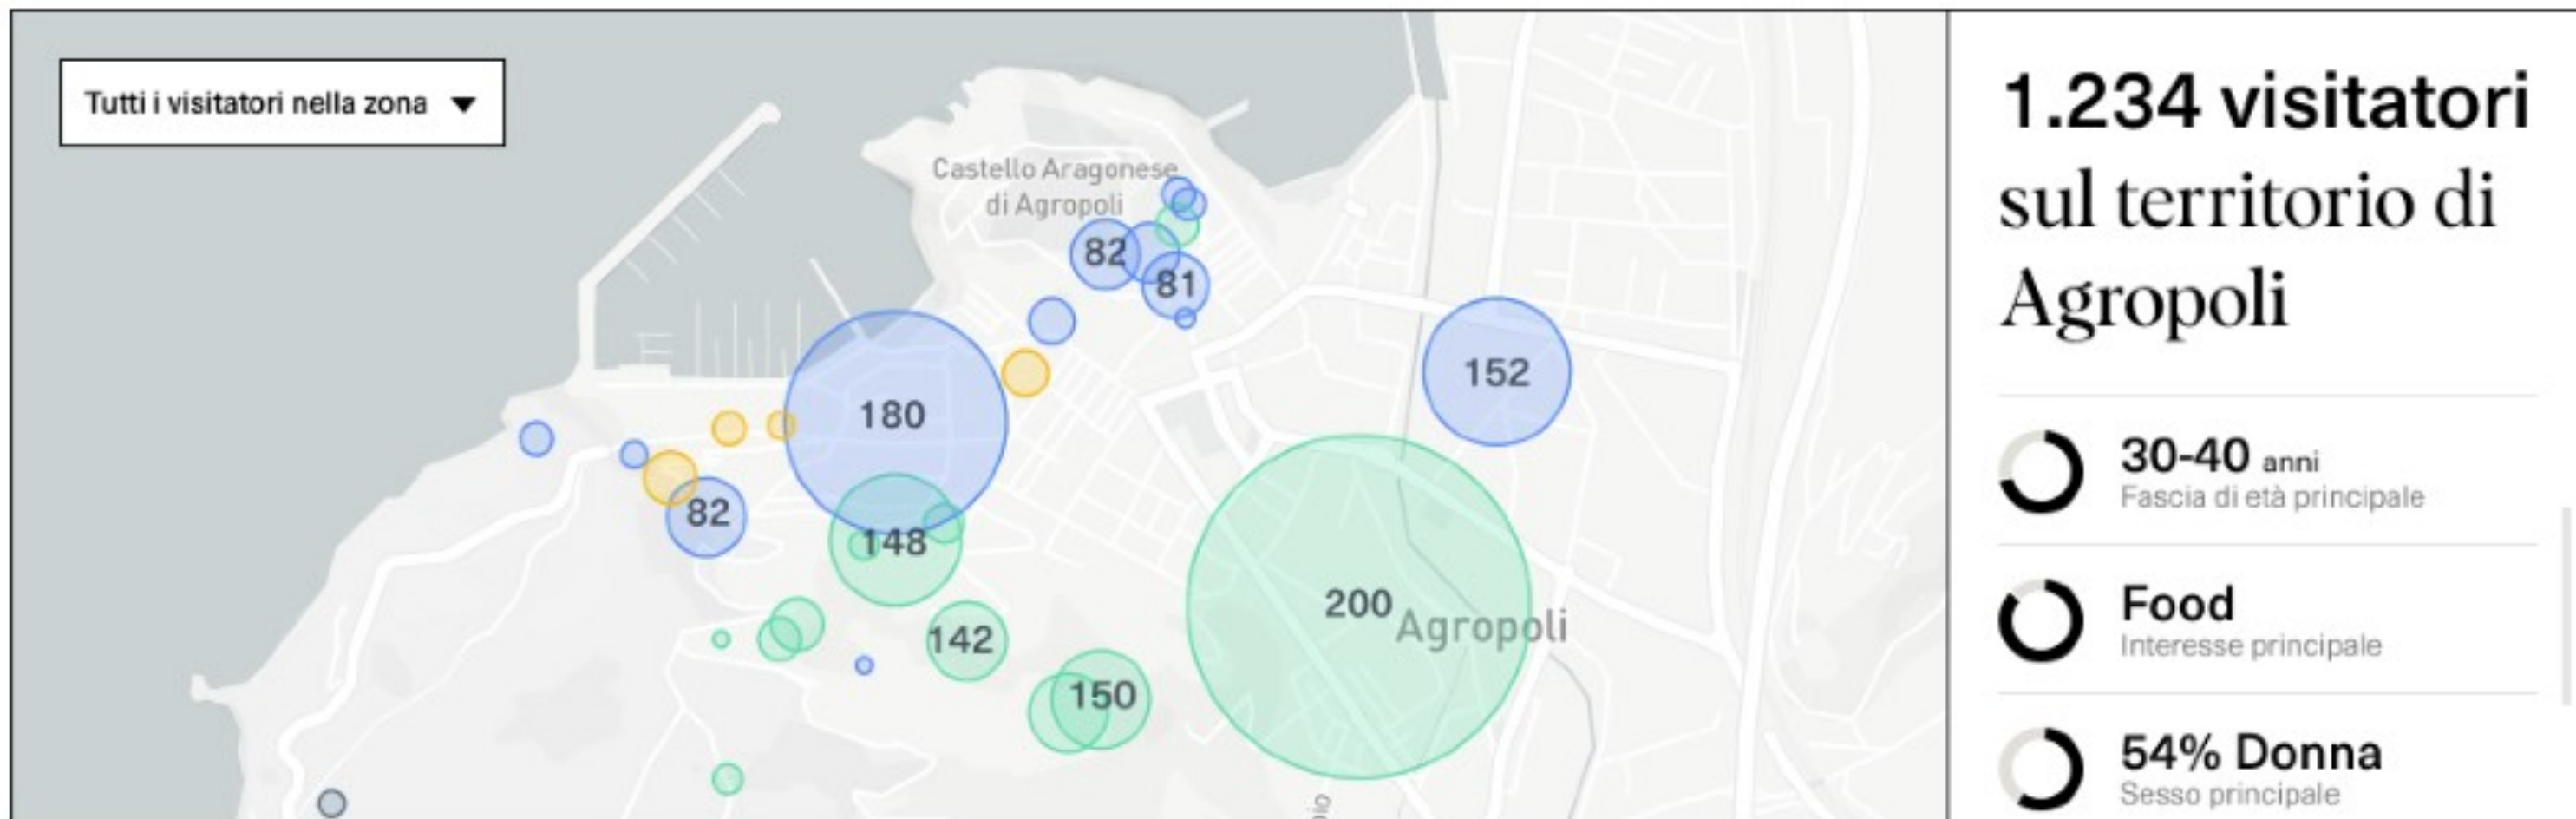 Tutti i visitatori nella zona
Castello Aragonese
di Agropoli
82
81
180
152
82
148
142
150
200
Agropoli
1.234 visitatori
sul territorio di
Agropoli
30-40 anni
Fascia di età principale
Food
Interesse principale
54% Donna
Sesso principale